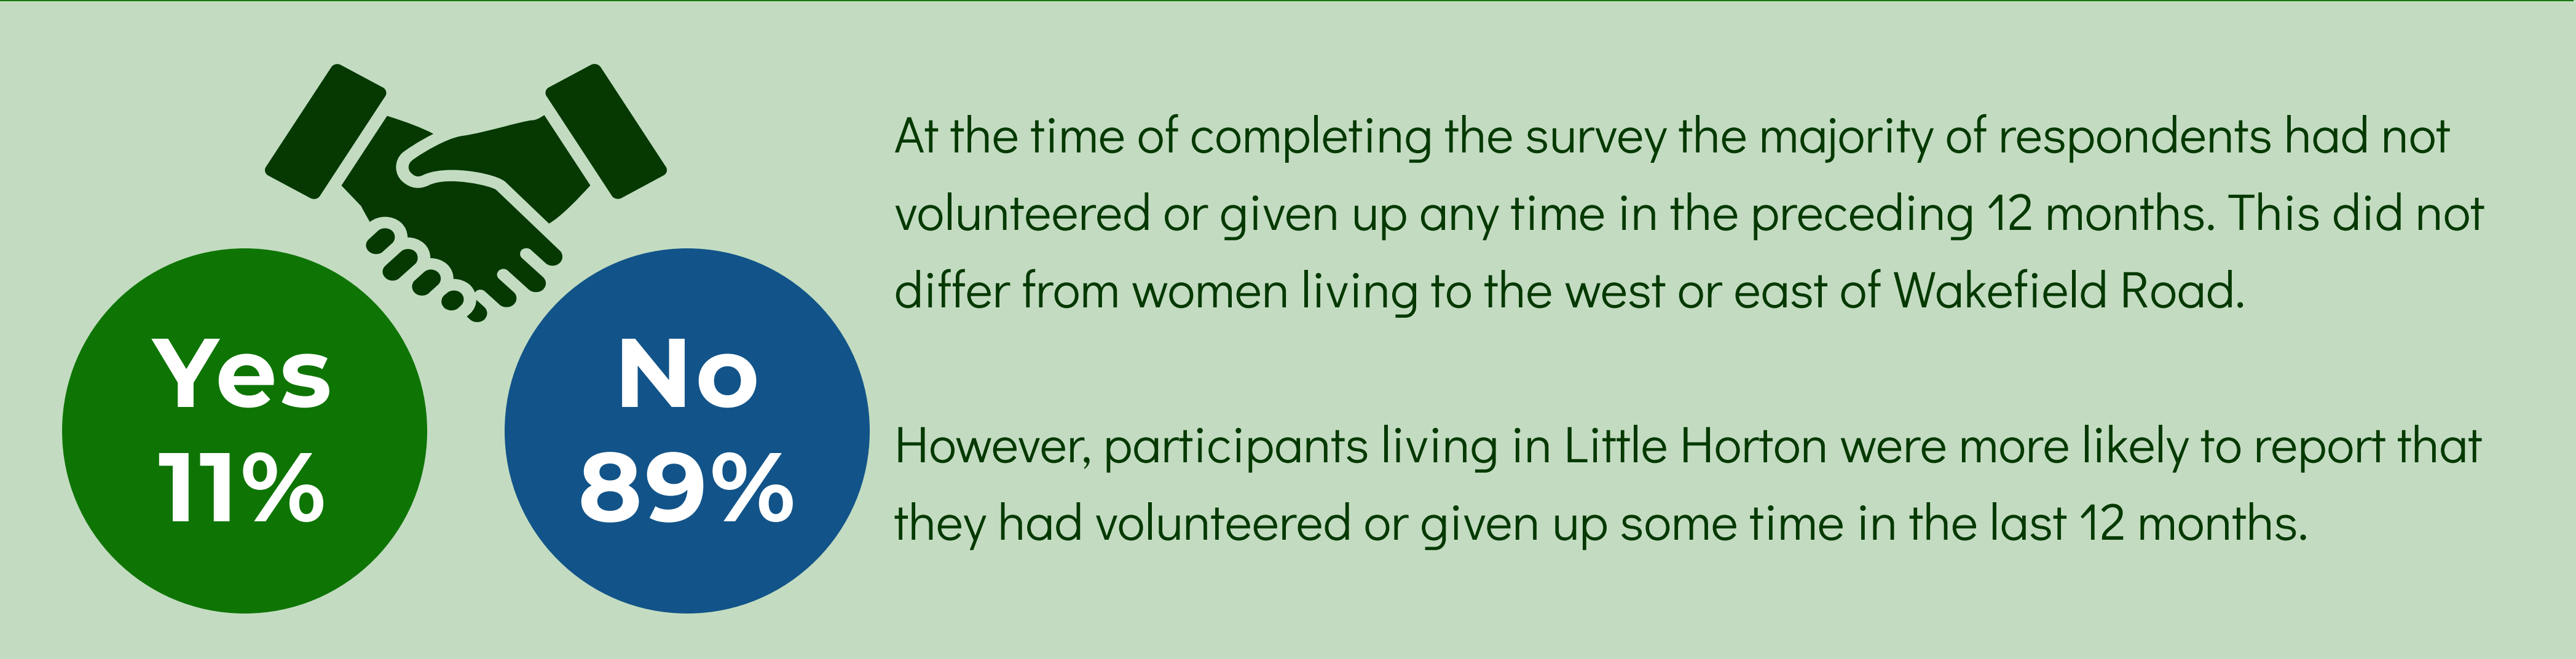 Yes
11%
No
89%
At the time of completing the survey the majority of respondents had not
volunteered or given up any time in the preceding 12 months. This did not
differ from women living to the west or east of Wakefield Road.
However, participants living in Little Horton were more likely to report that
they had volunteered or given up some time in the last 12 months.